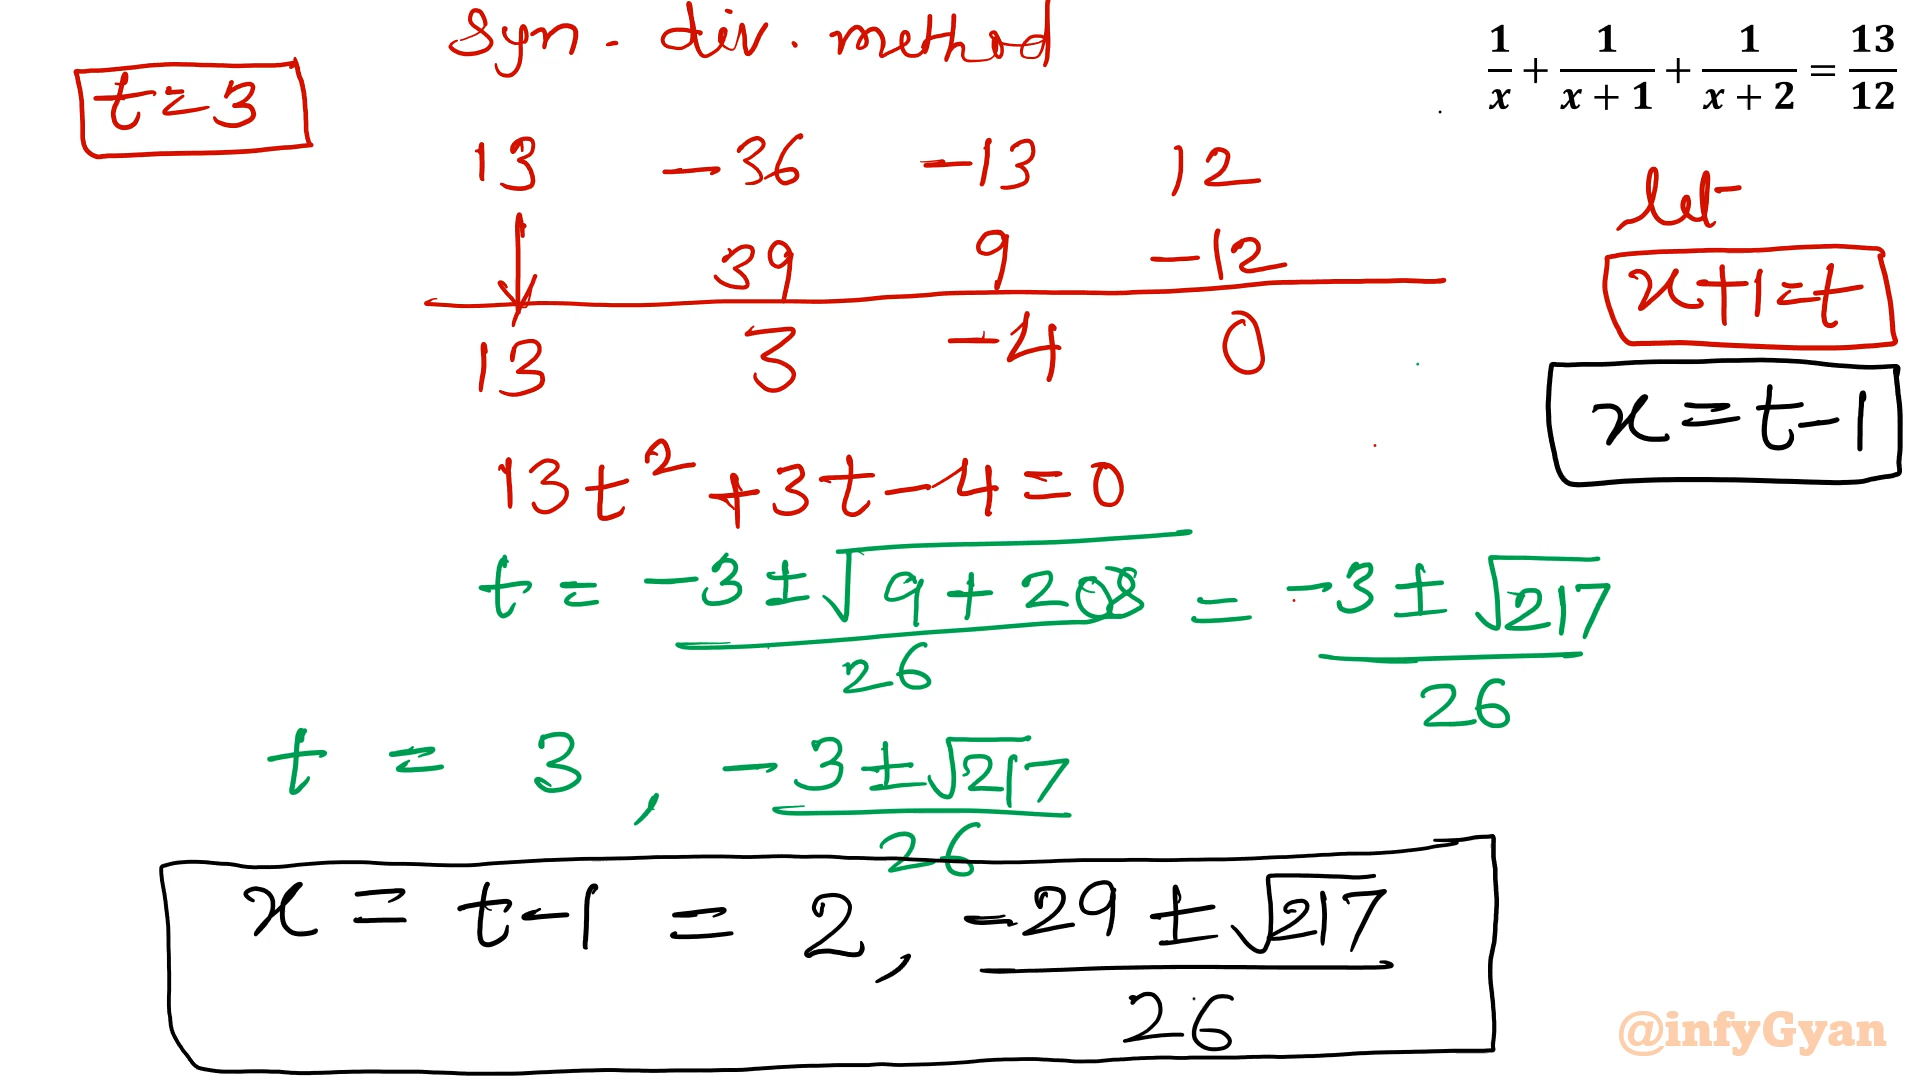 Syn. div. method
1/x + 1/(x + 1) + 1/(x + 2) = 13/12
t = 3
13 -36 -13 12
39 9 -12
13 3 -4 0
let
x+1=t
x = t-1
13t² + 3t - 4 = 0
t = (-3 ± √(9 + 208))/26 = (-3 ± √217)/26
t = 3, (-3 ± √217)/26
x = t-1 = 2, (-29 ± √217)/26
@infyGyan